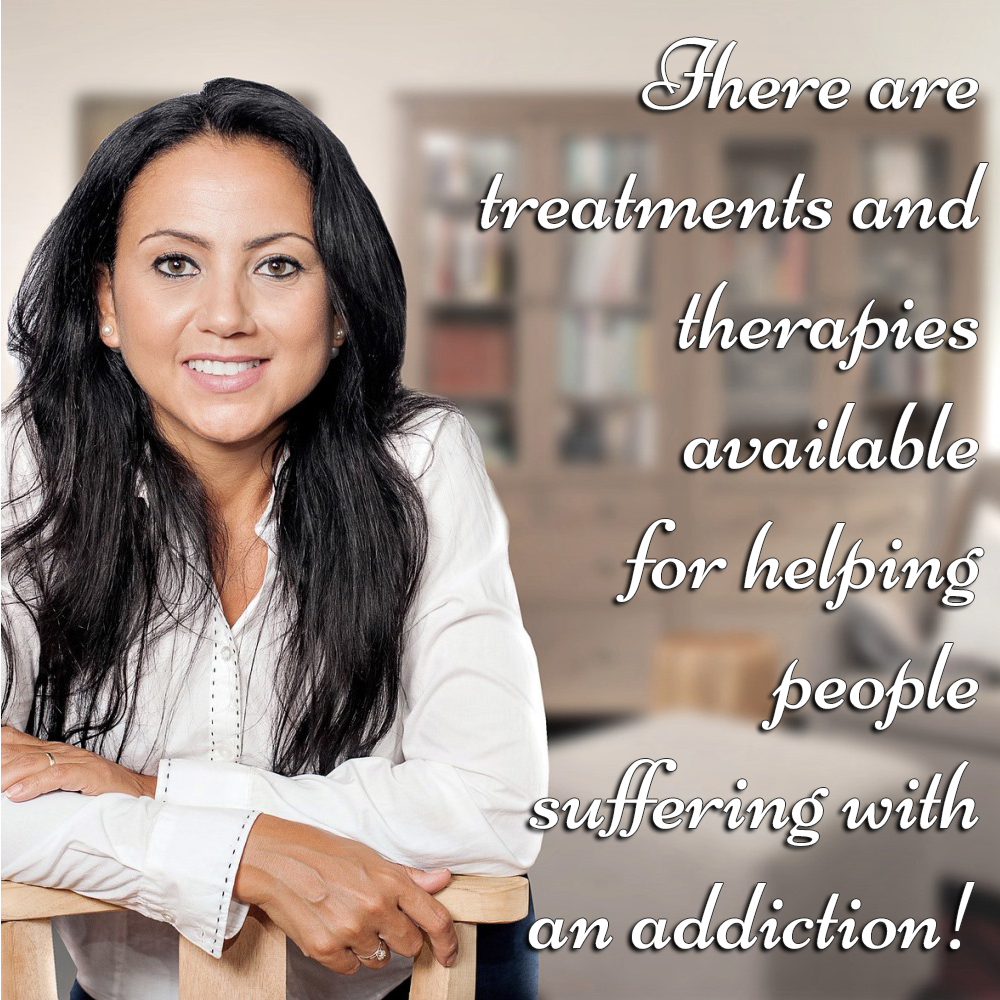 There are
treatments and
therapies
available
for helping
people
suffering with
an addiction!